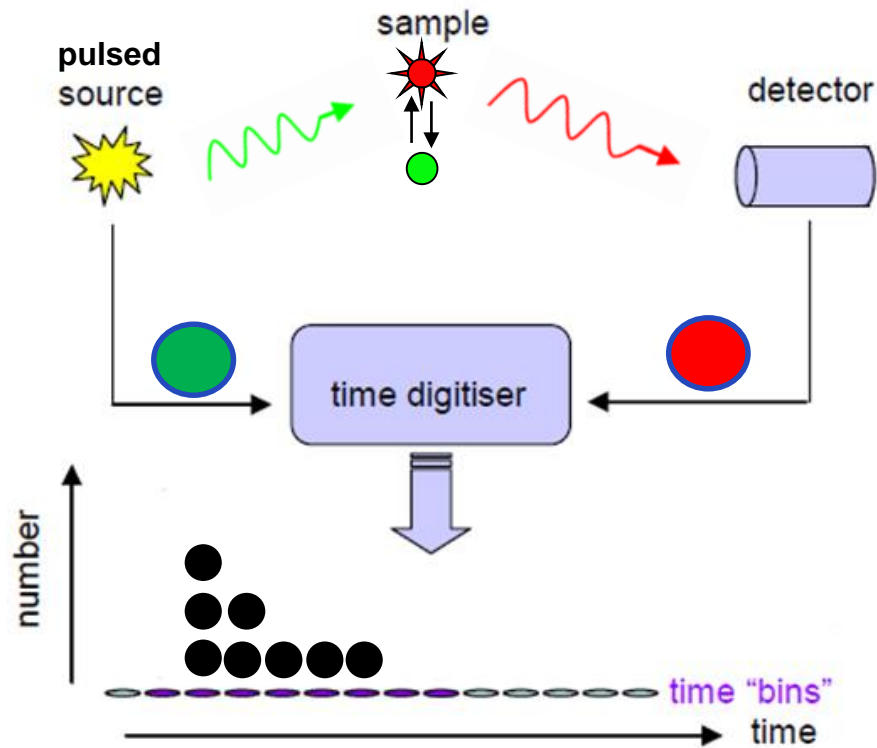 sample
pulsed
source
detector
time digitiser
number
time “bins”
time